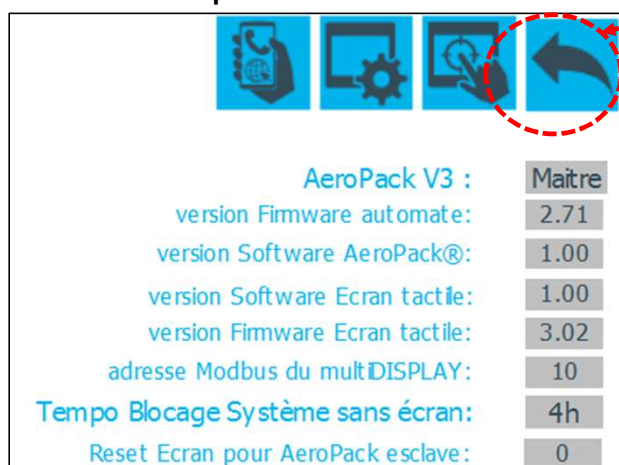 AeroPack V3 : Maitre
version Firmware automate: 2.71
version Software AeroPack®: 1.00
version Software Ecran tactile: 1.00
version Firmware Ecran tactile: 3.02
adresse Modbus du multiDISPLAY: 10
Tempo Blocage Système sans écran: 4h
Reset Ecran pour AeroPack esclave: 0